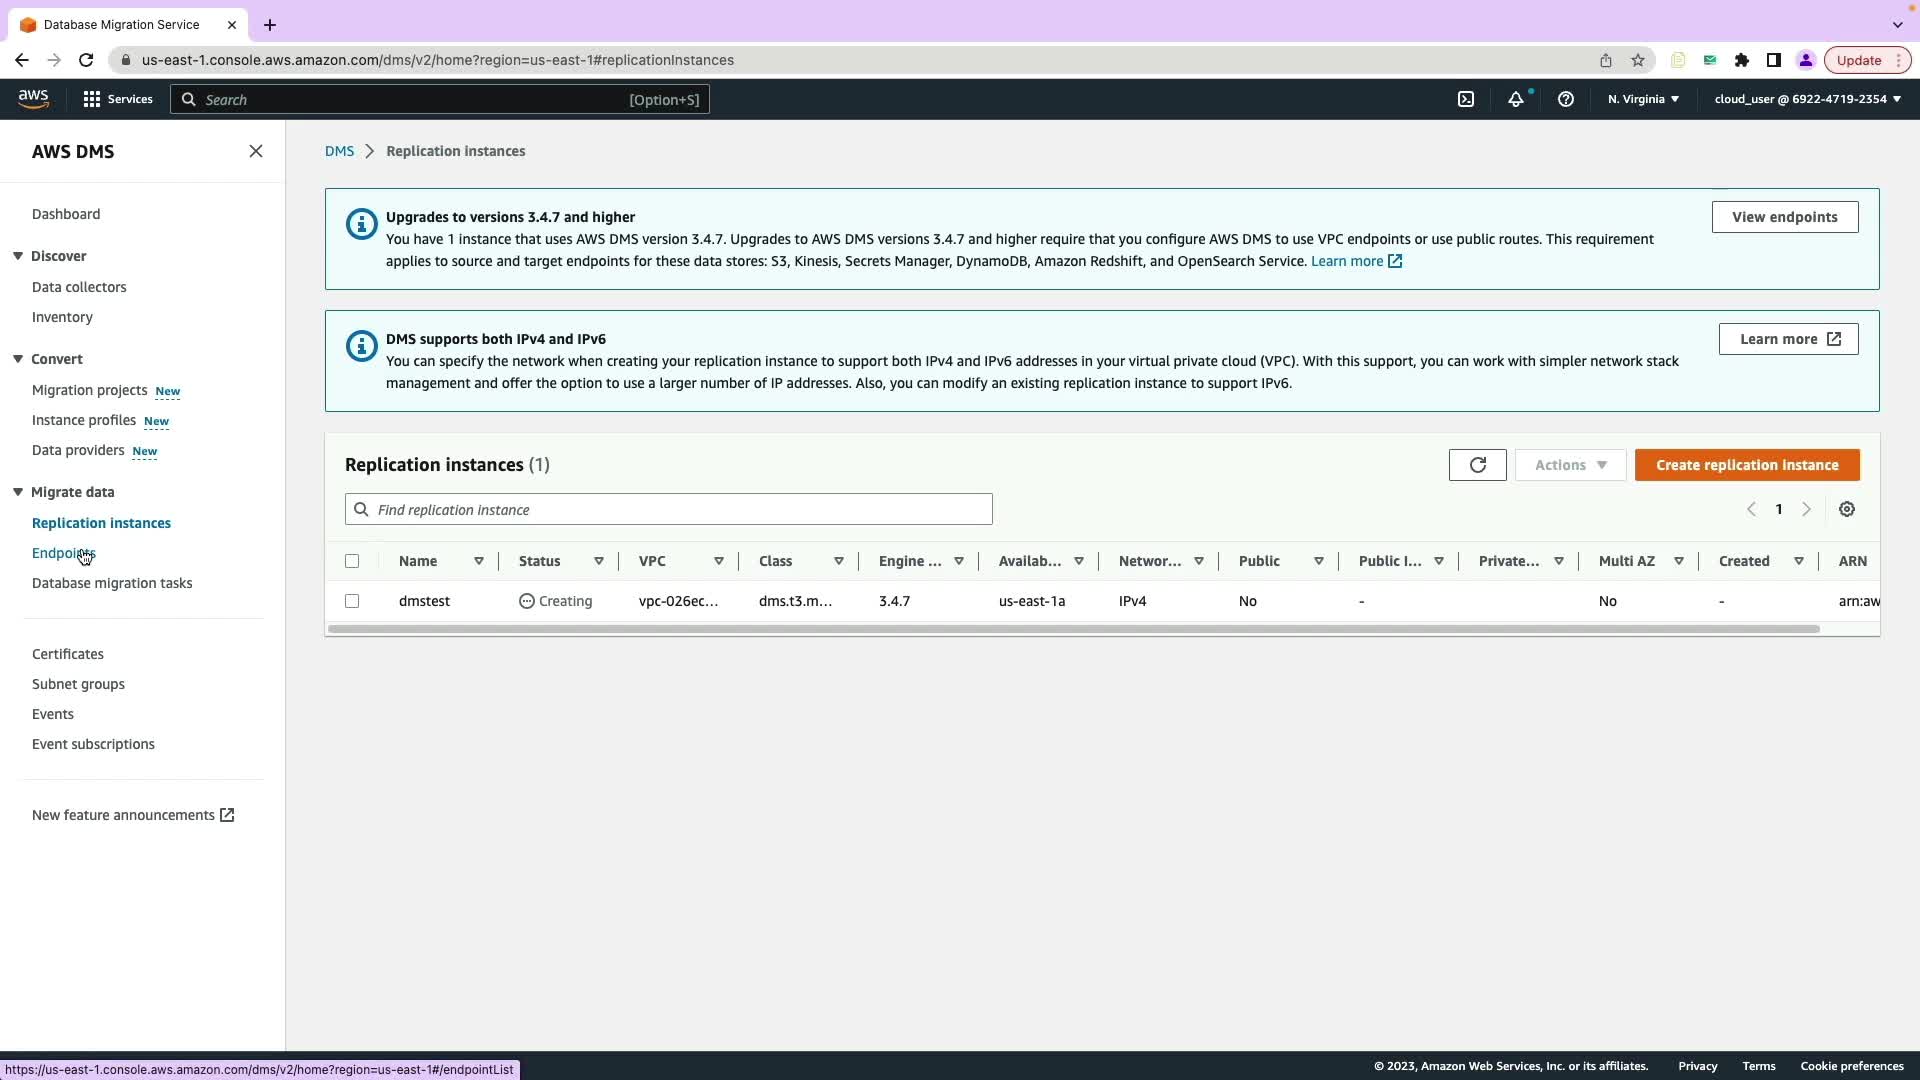 Database Migration Service
us-east-1.console.aws.amazon.com/dms/v2/home?region=us-east-1#replicationInstances
Update
aws
Services
Search
[Option+S]
N. Virginia
cloud_user @ 6922-4719-2354
AWS DMS
Dashboard
Discover
Data collectors
Inventory
Convert
Migration projects New
Instance profiles New
Data providers New
Migrate data
Replication instances
Endpoints
Database migration tasks
Certificates
Subnet groups
Events
Event subscriptions
New feature announcements
DMS > Replication instances
Upgrades to versions 3.4.7 and higher
View endpoints
You have 1 instance that uses AWS DMS version 3.4.7. Upgrades to AWS DMS versions 3.4.7 and higher require that you configure AWS DMS to use VPC endpoints or use public routes. This requirement
applies to source and target endpoints for these data stores: S3, Kinesis, Secrets Manager, DynamoDB, Amazon Redshift, and OpenSearch Service. Learn more
DMS supports both IPv4 and IPv6
Learn more
You can specify the network when creating your replication instance to support both IPv4 and IPv6 addresses in your virtual private cloud (VPC). With this support, you can work with simpler network stack
management and offer the option to use a larger number of IP addresses. Also, you can modify an existing replication instance to support IPv6.
Replication instances (1)
Actions
Create replication instance
Find replication instance
1
Name Status VPC Class Engine ... Availab... Networ... Public Public I... Private... Multi AZ Created ARN
dmstest Creating vpc-026ec... dms.t3.m... 3.4.7 us-east-1a IPv4 No - No - arn:aw
https://us-east-1.console.aws.amazon.com/dms/v2/home?region=us-east-1#/endpointList
© 2023, Amazon Web Services, Inc. or its affiliates. Privacy Terms Cookie preferences